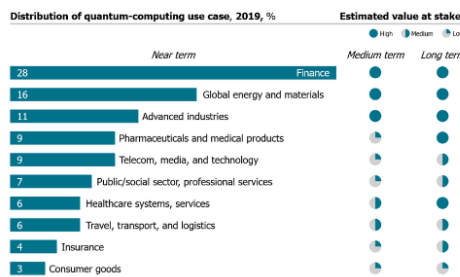 Distribution of quantum-computing use case, 2019, % Estimated value at stake
High Medium Lo
Near term Medium term Long tern
28 Finance
16 Global energy and materials
11 Advanced industries
9 Pharmaceuticals and medical products
9 Telecom, media, and technology
7 Public/social sector, professional services
6 Healthcare systems, services
6 Travel, transport, and logistics
4 Insurance
3 Consumer goods